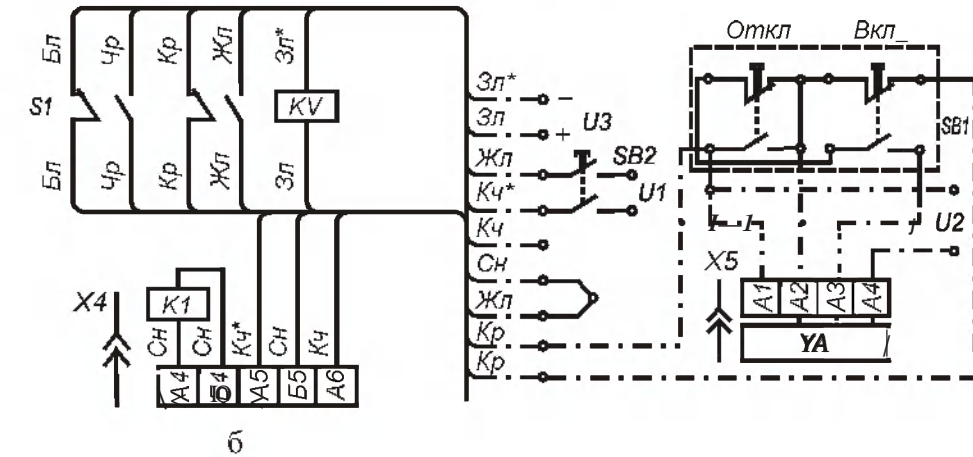 Откл Вкл_
Бл Чр Кр Жл Зл*
S1 KV
Бл Чр Кр Жл Зл
Зл* −
Зл + U3
Жл SB2
Кч* U1
Кч
Сн
Жл
Кр
Кр
SB1
U2
X5
A1 A2 A3 A4
YA
X4
K1
Сн Сн Кч* Сн Кч
A4 Б4 A5 Б5 A6
б